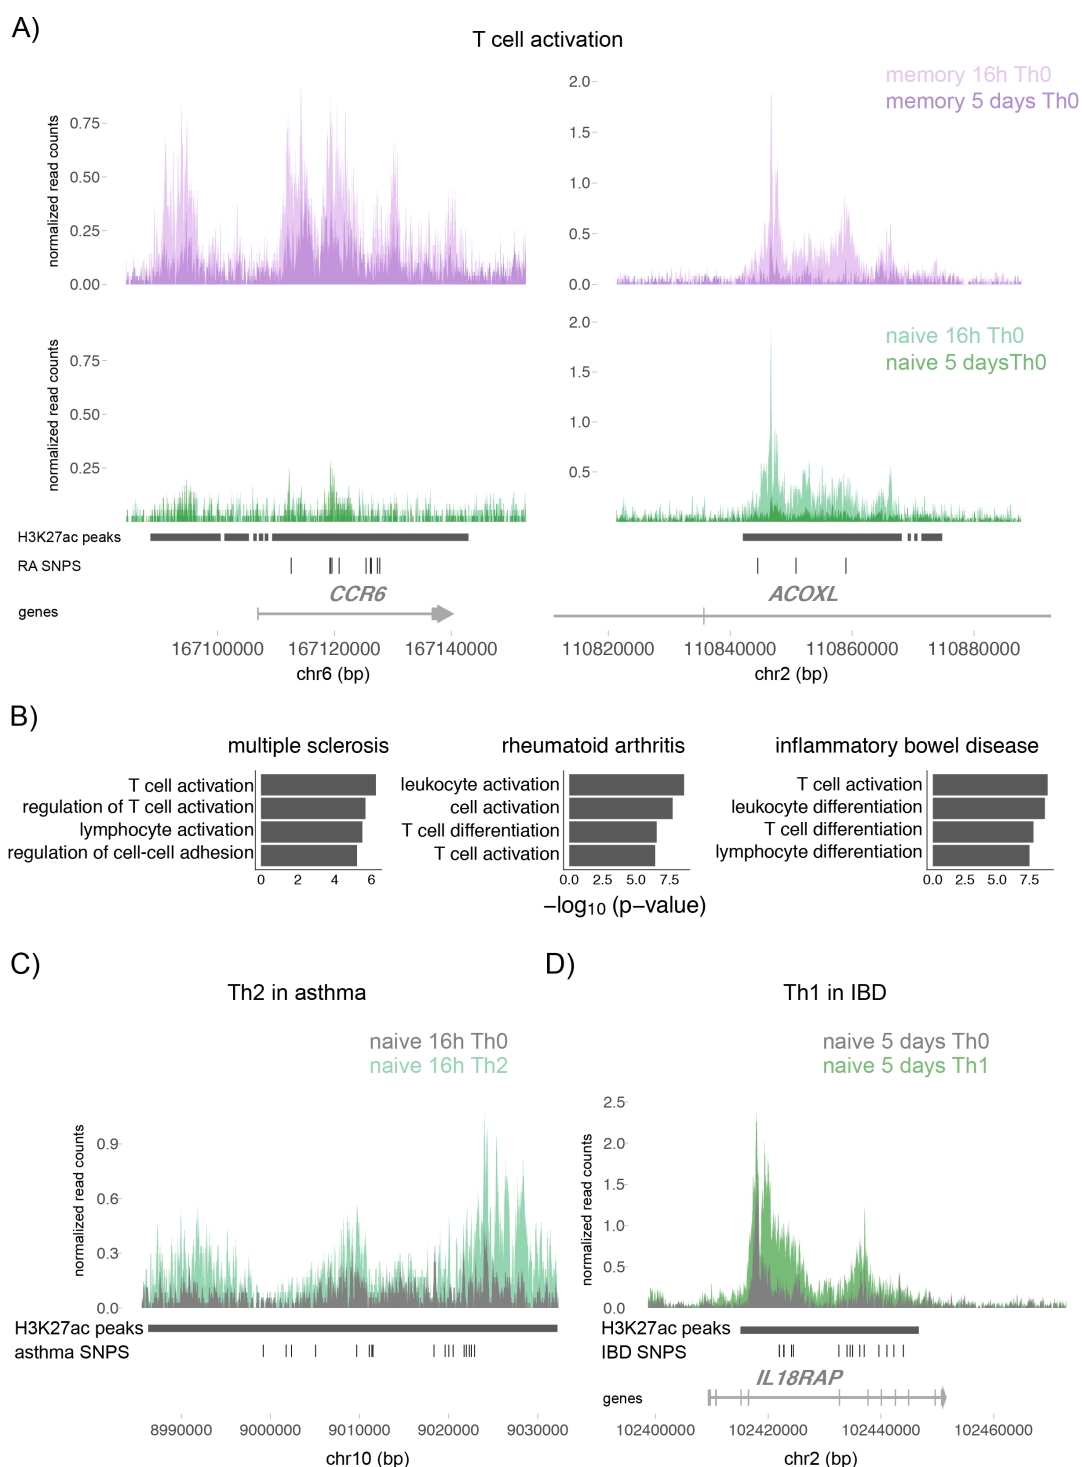 A)
T cell activation
memory 16h Th0
memory 5 days Th0
normalized read counts
0.75
0.50
0.25
0.00
2.0
1.5
1.0
0.5
0.0
naive 16h Th0
naive 5 daysTh0
normalized read counts
0.75
0.50
0.25
2.0
1.5
1.0
0.5
H3K27ac peaks
RA SNPS
CCR6
ACOXL
genes
167100000 167120000 167140000
110820000 110840000 110860000 110880000
chr6 (bp)
chr2 (bp)
B)
multiple sclerosis
T cell activation
regulation of T cell activation
lymphocyte activation
regulation of cell-cell adhesion
0 2 4 6
rheumatoid arthritis
leukocyte activation
cell activation
T cell differentiation
T cell activation
0.0 2.5 5.0 7.5
inflammatory bowel disease
T cell activation
leukocyte differentiation
T cell differentiation
lymphocyte differentiation
0.0 2.5 5.0 7.5
−log10 (p−value)
C)
Th2 in asthma
naive 16h Th0
naive 16h Th2
normalized read counts
0.9
0.6
0.3
0.0
H3K27ac peaks
asthma SNPS
8990000 9000000 9010000 9020000 9030000
chr10 (bp)
D)
Th1 in IBD
naive 5 days Th0
naive 5 days Th1
normalized read counts
2.5
2.0
1.5
1.0
0.5
0.0
H3K27ac peaks
IBD SNPS
IL18RAP
genes
102400000 102420000 102440000 102460000
chr2 (bp)